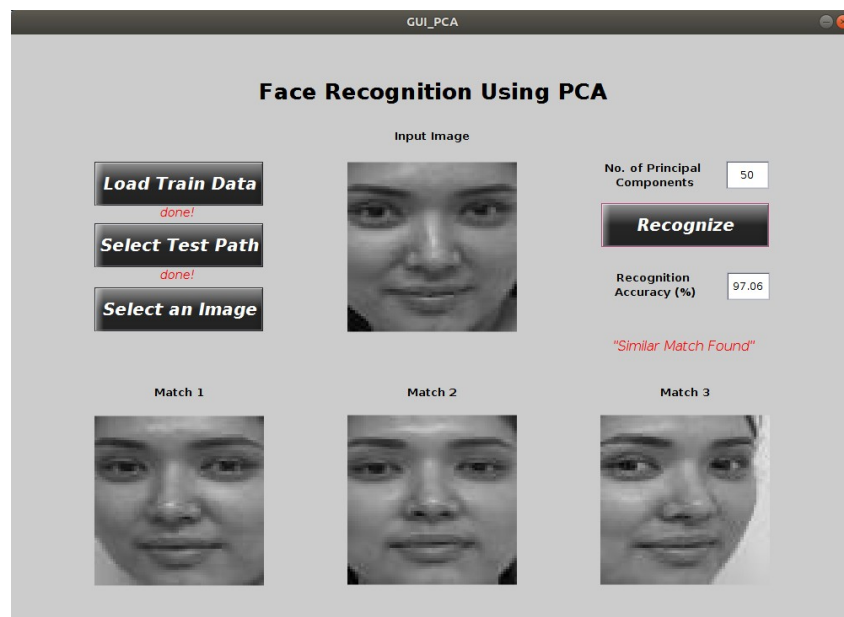 GUI_PCA
Face Recognition Using PCA
Input Image
Load Train Data
done!
Select Test Path
done!
Select an Image
No. of Principal
Components
50
Recognize
Recognition
Accuracy (%)
97.06
"Similar Match Found"
Match 1
Match 2
Match 3